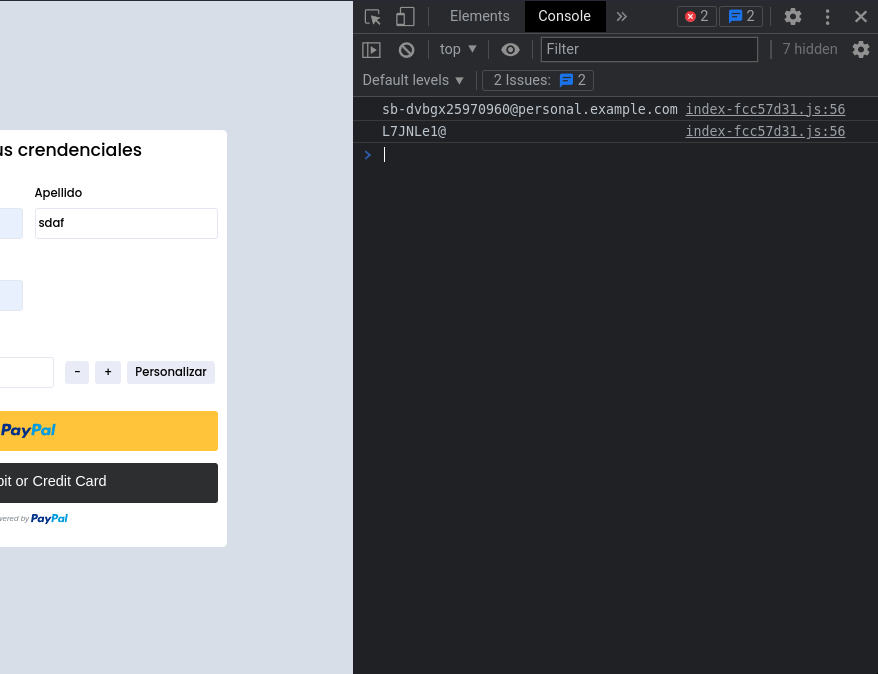 us crendenciales
Apellido
sdaf
-
+
Personalizar
PayPal
bit or Credit Card
wered by PayPal
Elements
Console
2
2
top
Filter
7 hidden
Default levels
2 Issues:
2
sb-dvbgx25970960@personal.example.com index-fcc57d31.js:56
L7JNLe1@ index-fcc57d31.js:56